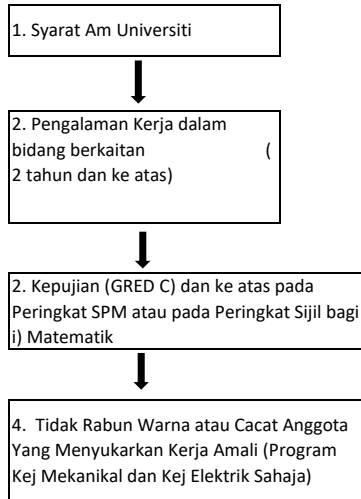 1. Syarat Am Universiti
2. Pengalaman Kerja dalam
bidang berkaitan (
2 tahun dan ke atas)
2. Kepujian (GRED C) dan ke atas pada
Peringkat SPM atau pada Peringkat Sijil bagi
i) Matematik
4. Tidak Rabun Warna atau Cacat Anggota
Yang Menyukarkan Kerja Amali (Program
Kej Mekanikal dan Kej Elektrik Sahaja)